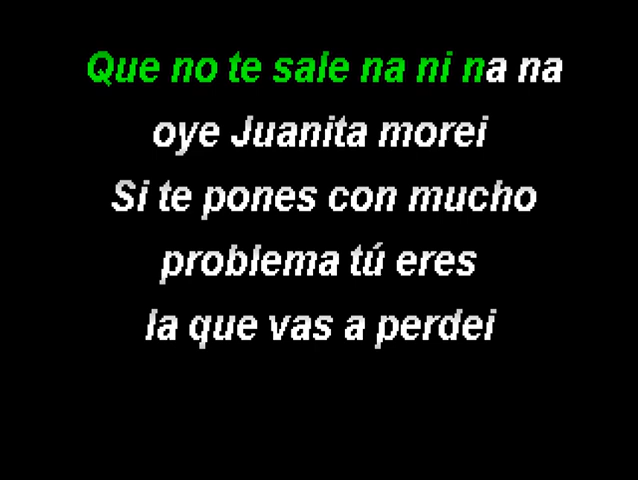 Que no te sale na ni na na
oye Juanita morei
Si te pones con mucho
problema tú eres
la que vas a perdei